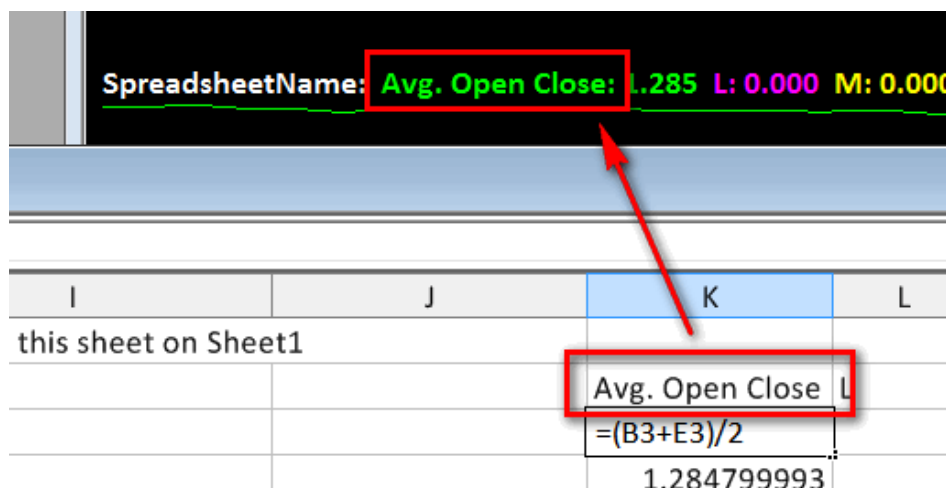 SpreadsheetName: Avg. Open Close: 1.285 L: 0.000 M: 0.000
I J K L
this sheet on Sheet1
Avg. Open Close L
=(B3+E3)/2
1.284799993